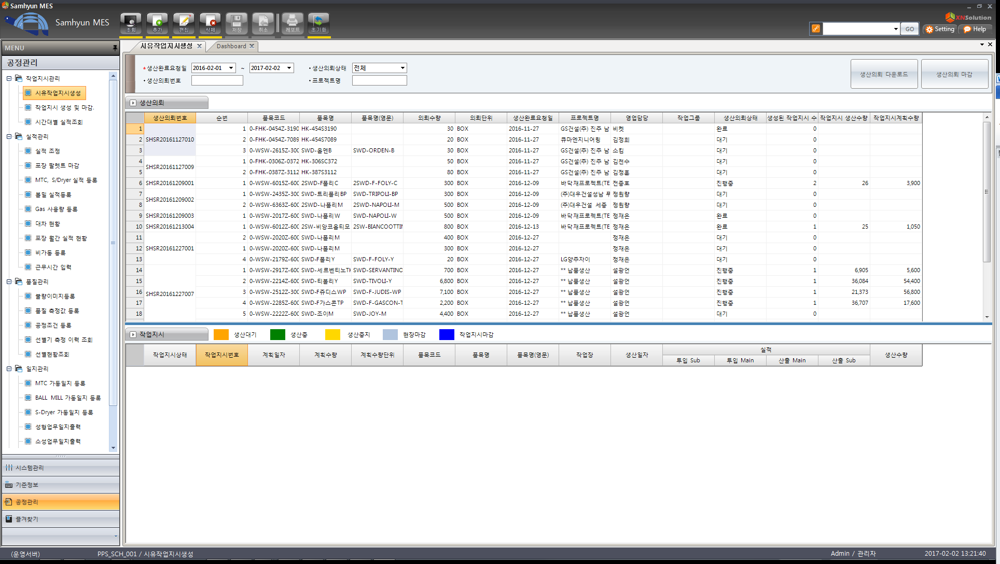 Samhyun MES
Samhyun MES
조회 추가 편집 삭제 저장 취소 레포트 초기화
XNSolution
GO Setting Help
MENU
공정관리
작업지시관리
시유작업지시생성
작업지시 생성 및 마감.
시간대별 실적조회
실적관리
실적 조정
포장 팔렛트 마감
MTC, S/Dryer 실적 등록
볼밀 실적등록
Gas 사용량 등록
대차 현황
포장 월간 실적 현황
비가동 등록
근무시간 입력
품질관리
불량이미지등록
품질 측정값 등록
공정조건 등록
선별기 측정 이력 조회
선별현황조회
일지관리
MTC 가동일지 등록
BALL MILL 가동일지 등록
S-Dryer 가동일지 등록
성형업무일지출력
소성업무일지출력
시스템관리
기준정보
공정관리
즐겨찾기
시유작업지시생성 Dashboard
*생산완료요청일 2016-02-01 ~ 2017-02-02 생산의뢰상태 전체
생산의뢰번호 프로젝트명
생산의뢰 다운로드 생산의뢰 마감
생산의뢰
생산의뢰번호 순번 품목코드 품목명 품목명(영문) 의뢰수량 의뢰단위 생산완료요청일 프로젝트명 영업담당 작업그룹 생산의뢰상태 생성된 작업지시 수 작업지시 생산수량 작업지시계획수량
1 SHSR20161127010 1 0-FHK-0454Z-3190 HK-454S3190 30 BOX 2016-11-27 GS건설(주) 진주 남 비켓 완료 0
2 2 0-FHK-0454Z-7089 HK-454S7089 20 BOX 2016-11-27 큐마엔지니어링 김정희 대기 0
3 3 0-WSW-2615Z-300 SWD-올덴B SWD-ORDEN-B 30 BOX 2016-11-27 GS건설(주) 진주 남 소킴 대기 0
4 SHSR20161127009 1 0-FHK-0306Z-0372 HK-306SC372 50 BOX 2016-11-27 GS건설(주) 진주 남 김천수 대기 0
5 2 0-FHK-0387Z-3112 HK-387S3112 80 BOX 2016-11-27 GS건설(주) 진주 남 김정훈 대기 0
6 SHSR20161209001 1 0-WSW-6015Z-600 2SWD-F폴리C 2SWD-F-FOLY-C 300 BOX 2016-12-09 바닥재프로젝트(TE 전종호 진행중 2 26 3,900
7 SHSR20161209002 1 0-WSW-2435Z-300 SWD-트리폴리BP SWD-TRIPOLI-BP 300 BOX 2016-12-09 (주)대우건설성남 푸 정원량 대기 0
8 2 0-WSW-6363Z-600 2SWD-나폴리M 2SWD-NAPOLI-M 500 BOX 2016-12-09 (주)대우건설 세종 정원량 대기 0
9 SHSR20161209003 1 0-WSW-2017Z-600 SWD-나폴리W SWD-NAPOLI-W 500 BOX 2016-12-09 바닥재프로젝트(TE 정재은 완료 0
10 SHSR20161213004 1 0-WSW-6012Z-600 2SW-비앙코옵티모 2SW-BIANCOOTTI 800 BOX 2016-12-13 바닥재프로젝트(TE 정재은 완료 1 25 1,050
11 SHSR20161227001 2 0-WSW-2020Z-600 SWD-나폴리M 400 BOX 2016-12-27 정재은 대기 0
12 1 0-WSW-2020Z-600 SWD-나폴리M 300 BOX 2016-12-27 정재은 대기 0
13 4 0-WSW-2179Z-600 SWD-F폴리Y SWD-F-FOLY-Y 20 BOX 2016-12-27 LG양주자이 정재은 대기 0
14 SHSR20161227007 1 0-WSW-2917Z-600 SWD-세르벤티노TK SWD-SERVANTINO 700 BOX 2016-12-27 ** 납품생산 설광언 진행중 1 6,905 5,600
15 2 0-WSW-2214Z-600 SWD-티볼리Y SWD-TIVOLI-Y 6,800 BOX 2016-12-27 ** 납품생산 설광언 진행중 1 36,084 54,400
16 3 0-WSW-2512Z-300 SWD-F쥬디스WP SWD-F-JUDIS-WP 7,100 BOX 2016-12-27 ** 납품생산 설광언 진행중 1 21,373 56,800
17 4 0-WSW-2285Z-600 SWD-F가스콘TP SWD-F-GASCON-T 2,200 BOX 2016-12-27 ** 납품생산 설광언 진행중 1 36,707 17,600
18 5 0-WSW-2222Z-600 SWD-조이M SWD-JOY-M 4,400 BOX 2016-12-27 ** 납품생산 설광언 대기 0
작업지시 생산대기 생산중 생산중지 현장마감 작업지시마감
작업지시상태 작업지시번호 계획일자 계획수량 계획수량단위 품목코드 품목명 품목명(영문) 작업장 생산일자 실적 생산수량
투입 Sub 투입 Main 산출 Main 산출 Sub
(운영서버) PPS_SCH_001 / 시유작업지시생성 Admin / 관리자 2017-02-02 13:21:40